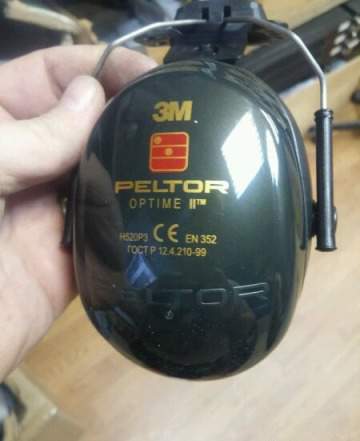 3M
PELTOR
OPTIME II™
H520P3 CE EN 352
ГОСТ Р 12.4.210-99
PELTOR